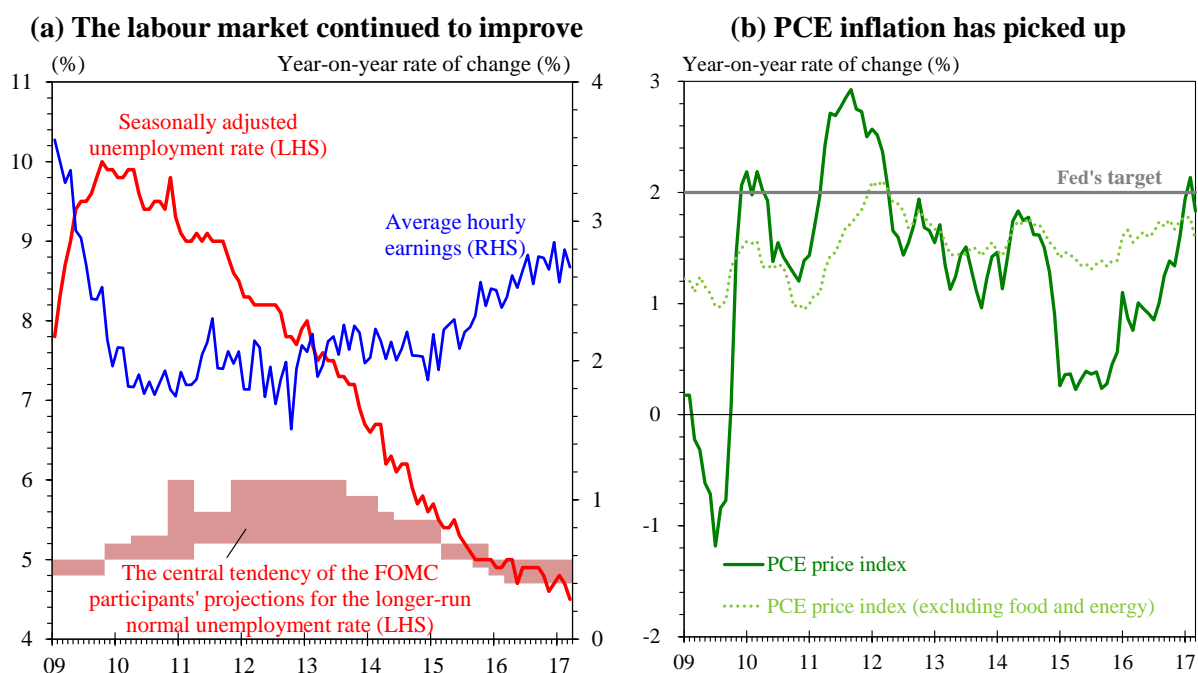 (a) The labour market continued to improve
(%)
Year-on-year rate of change (%)
11
10
9
8
7
6
5
4
4
3
2
1
0
Seasonally adjusted
unemployment rate (LHS)
Average hourly
earnings (RHS)
The central tendency of the FOMC
participants' projections for the longer-run
normal unemployment rate (LHS)
09 10 11 12 13 14 15 16 17
(b) PCE inflation has picked up
Year-on-year rate of change (%)
3
2
1
0
-1
-2
Fed's target
PCE price index
PCE price index (excluding food and energy)
09 10 11 12 13 14 15 16 17